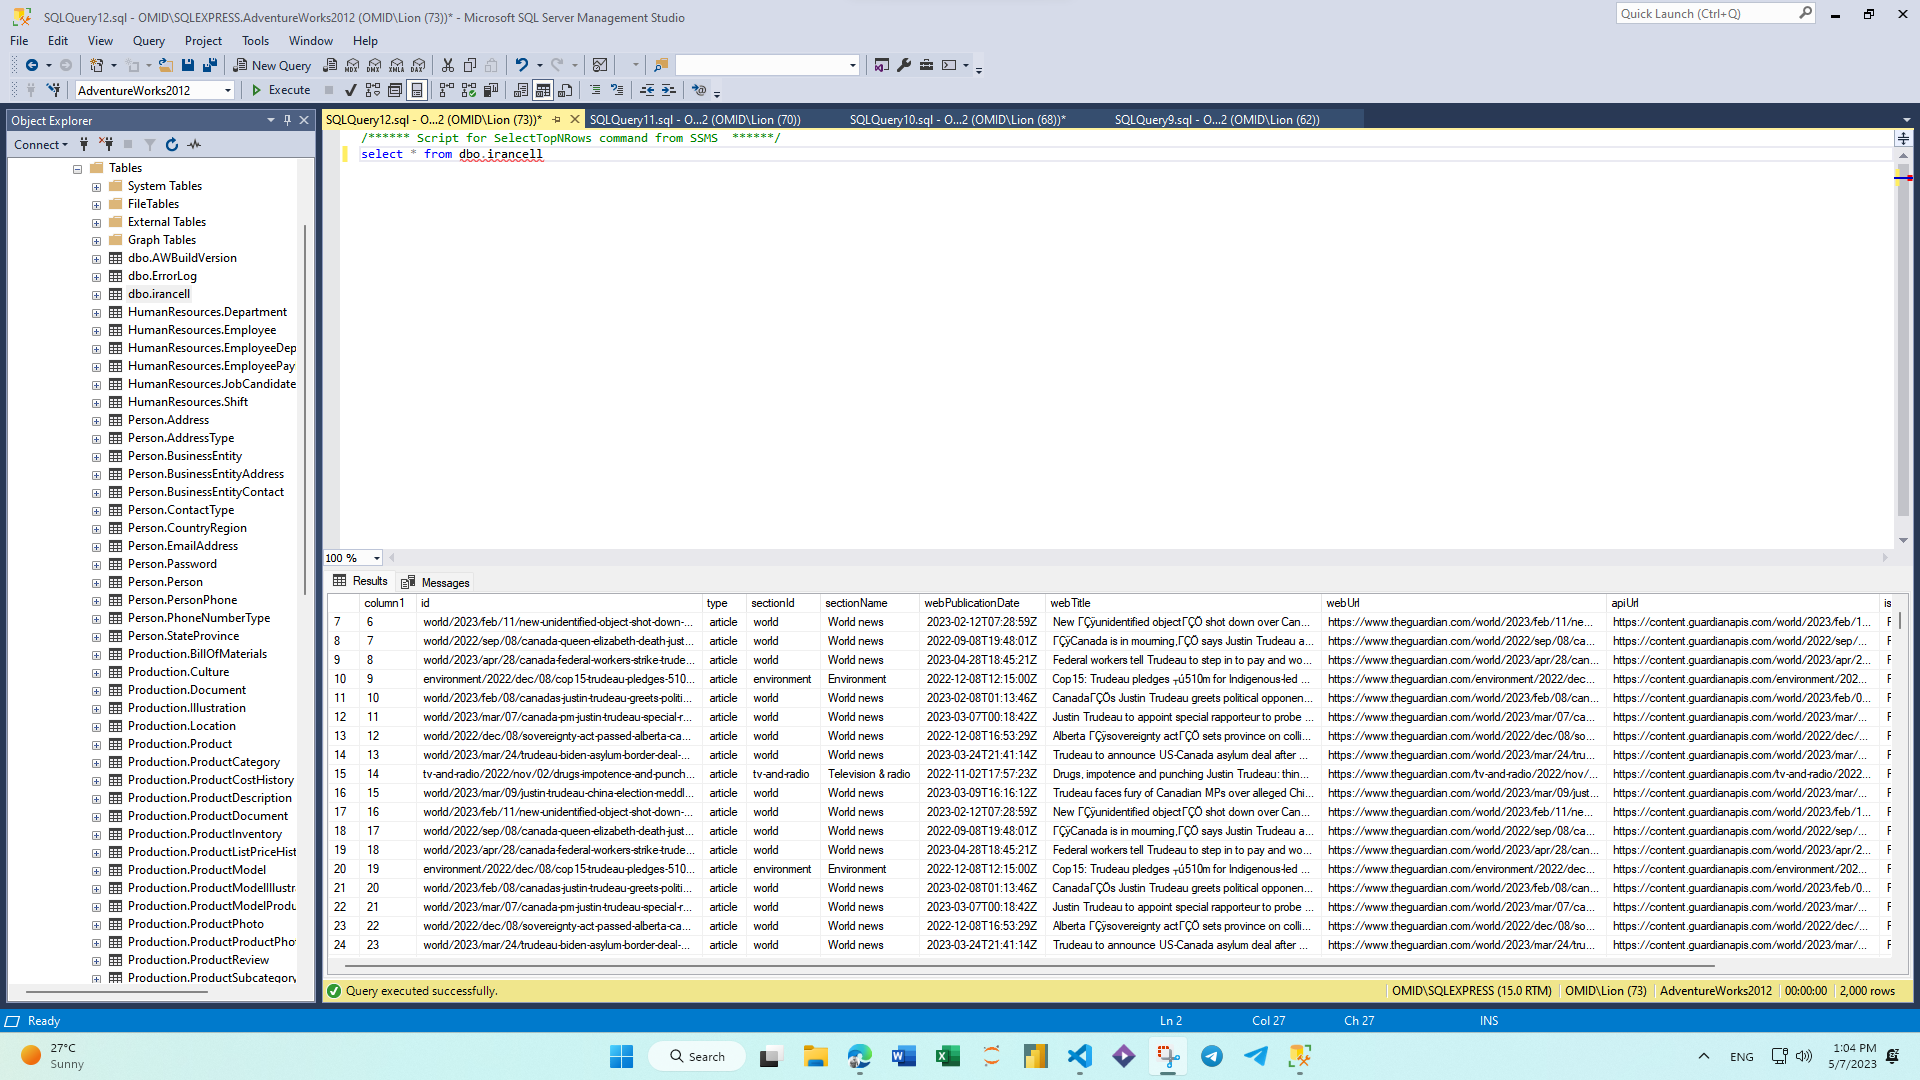 SQLQuery12.sql - OMID\SQLEXPRESS.AdventureWorks2012 (OMID\Lion (73))* - Microsoft SQL Server Management Studio
Quick Launch (Ctrl+Q)
File Edit View Query Project Tools Window Help
New Query
AdventureWorks2012 Execute
Object Explorer
Connect
Tables
System Tables
FileTables
External Tables
Graph Tables
dbo.AWBuildVersion
dbo.ErrorLog
dbo.irancell
HumanResources.Department
HumanResources.Employee
HumanResources.EmployeeDep
HumanResources.EmployeePay
HumanResources.JobCandidate
HumanResources.Shift
Person.Address
Person.AddressType
Person.BusinessEntity
Person.BusinessEntityAddress
Person.BusinessEntityContact
Person.ContactType
Person.CountryRegion
Person.EmailAddress
Person.Password
Person.Person
Person.PersonPhone
Person.PhoneNumberType
Person.StateProvince
Production.BillOfMaterials
Production.Culture
Production.Document
Production.Illustration
Production.Location
Production.Product
Production.ProductCategory
Production.ProductCostHistory
Production.ProductDescription
Production.ProductDocument
Production.ProductInventory
Production.ProductListPriceHist
Production.ProductModel
Production.ProductModelIllustra
Production.ProductModelProdu
Production.ProductPhoto
Production.ProductProductPho
Production.ProductReview
Production.ProductSubcategory
SQLQuery12.sql - O...2 (OMID\Lion (73))* SQLQuery11.sql - O...2 (OMID\Lion (70)) SQLQuery10.sql - O...2 (OMID\Lion (68))* SQLQuery9.sql - O...2 (OMID\Lion (62))
/****** Script for SelectTopNRows command from SSMS ******/
select * from dbo.irancell
100 %
Results Messages
column1 id type sectionId sectionName webPublicationDate webTitle webUrl apiUrl is
7 6 world/2023/feb/11/new-unidentified-object-shot-down-... article world World news 2023-02-12T07:28:59Z New ΓÇÿunidentified objectΓÇÖ shot down over Can... https://www.theguardian.com/world/2023/feb/11/ne... https://content.guardianapis.com/world/2023/feb/1... F
8 7 world/2022/sep/08/canada-queen-elizabeth-death-just... article world World news 2022-09-08T19:48:01Z ΓÇÿCanada is in mourning,ΓÇÖ says Justin Trudeau a... https://www.theguardian.com/world/2022/sep/08/ca... https://content.guardianapis.com/world/2022/sep/... F
9 8 world/2023/apr/28/canada-federal-workers-strike-trude... article world World news 2023-04-28T18:45:21Z Federal workers tell Trudeau to step in to pay and wo... https://www.theguardian.com/world/2023/apr/28/can... https://content.guardianapis.com/world/2023/apr/2... F
10 9 environment/2022/dec/08/cop15-trudeau-pledges-510... article environment Environment 2022-12-08T12:15:00Z Cop15: Trudeau pledges ┬ú510m for Indigenous-led ... https://www.theguardian.com/environment/2022/dec... https://content.guardianapis.com/environment/202... F
11 10 world/2023/feb/08/canadas-justin-trudeau-greets-politi... article world World news 2023-02-08T01:13:46Z CanadaΓÇÖs Justin Trudeau greets political opponen... https://www.theguardian.com/world/2023/feb/08/can... https://content.guardianapis.com/world/2023/feb/0... F
12 11 world/2023/mar/07/canada-pm-justin-trudeau-special-r... article world World news 2023-03-07T00:18:42Z Justin Trudeau to appoint special rapporteur to probe ... https://www.theguardian.com/world/2023/mar/07/ca... https://content.guardianapis.com/world/2023/mar/... F
13 12 world/2022/dec/08/sovereignty-act-passed-alberta-ca... article world World news 2022-12-08T16:53:29Z Alberta ΓÇÿsovereignty actΓÇÖ sets province on colli... https://www.theguardian.com/world/2022/dec/08/so... https://content.guardianapis.com/world/2022/dec/... F
14 13 world/2023/mar/24/trudeau-biden-asylum-border-deal-... article world World news 2023-03-24T21:41:14Z Trudeau to announce US-Canada asylum deal after ... https://www.theguardian.com/world/2023/mar/24/tru... https://content.guardianapis.com/world/2023/mar/... F
15 14 tv-and-radio/2022/nov/02/drugs-impotence-and-punch... article tv-and-radio Television & radio 2022-11-02T17:57:23Z Drugs, impotence and punching Justin Trudeau: thin... https://www.theguardian.com/tv-and-radio/2022/nov/... https://content.guardianapis.com/tv-and-radio/2022... F
16 15 world/2023/mar/09/justin-trudeau-china-election-meddl... article world World news 2023-03-09T16:16:12Z Trudeau faces fury of Canadian MPs over alleged Chi... https://www.theguardian.com/world/2023/mar/09/just... https://content.guardianapis.com/world/2023/mar/... F
17 16 world/2023/feb/11/new-unidentified-object-shot-down-... article world World news 2023-02-12T07:28:59Z New ΓÇÿunidentified objectΓÇÖ shot down over Can... https://www.theguardian.com/world/2023/feb/11/ne... https://content.guardianapis.com/world/2023/feb/1... F
18 17 world/2022/sep/08/canada-queen-elizabeth-death-just... article world World news 2022-09-08T19:48:01Z ΓÇÿCanada is in mourning,ΓÇÖ says Justin Trudeau a... https://www.theguardian.com/world/2022/sep/08/ca... https://content.guardianapis.com/world/2022/sep/... F
19 18 world/2023/apr/28/canada-federal-workers-strike-trude... article world World news 2023-04-28T18:45:21Z Federal workers tell Trudeau to step in to pay and wo... https://www.theguardian.com/world/2023/apr/28/can... https://content.guardianapis.com/world/2023/apr/2... F
20 19 environment/2022/dec/08/cop15-trudeau-pledges-510... article environment Environment 2022-12-08T12:15:00Z Cop15: Trudeau pledges ┬ú510m for Indigenous-led ... https://www.theguardian.com/environment/2022/dec... https://content.guardianapis.com/environment/202... F
21 20 world/2023/feb/08/canadas-justin-trudeau-greets-politi... article world World news 2023-02-08T01:13:46Z CanadaΓÇÖs Justin Trudeau greets political opponen... https://www.theguardian.com/world/2023/feb/08/can... https://content.guardianapis.com/world/2023/feb/0... F
22 21 world/2023/mar/07/canada-pm-justin-trudeau-special-r... article world World news 2023-03-07T00:18:42Z Justin Trudeau to appoint special rapporteur to probe ... https://www.theguardian.com/world/2023/mar/07/ca... https://content.guardianapis.com/world/2023/mar/... F
23 22 world/2022/dec/08/sovereignty-act-passed-alberta-ca... article world World news 2022-12-08T16:53:29Z Alberta ΓÇÿsovereignty actΓÇÖ sets province on colli... https://www.theguardian.com/world/2022/dec/08/so... https://content.guardianapis.com/world/2022/dec/... F
24 23 world/2023/mar/24/trudeau-biden-asylum-border-deal-... article world World news 2023-03-24T21:41:14Z Trudeau to announce US-Canada asylum deal after ... https://www.theguardian.com/world/2023/mar/24/tru... https://content.guardianapis.com/world/2023/mar/... F
Query executed successfully. OMID\SQLEXPRESS (15.0 RTM) OMID\Lion (73) AdventureWorks2012 00:00:00 2,000 rows
Ready Ln 2 Col 27 Ch 27 INS
27°C
Sunny
Search
ENG
1:04 PM
5/7/2023